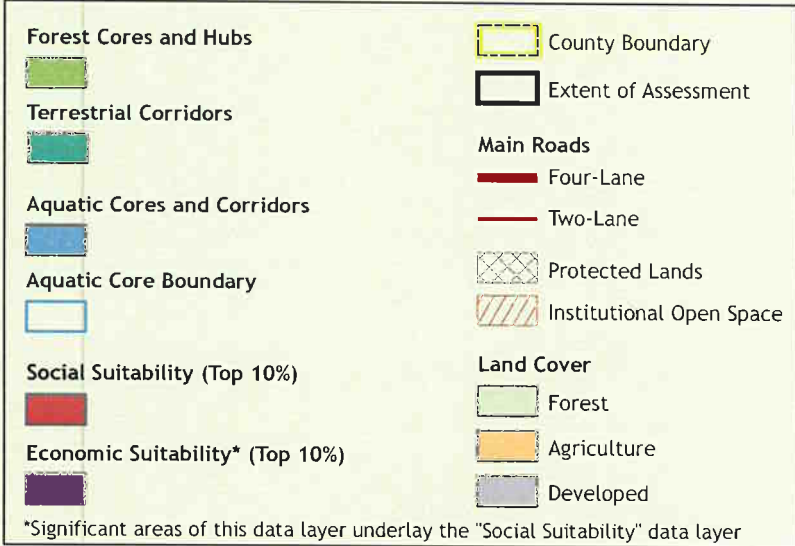 Forest Cores and Hubs
Terrestrial Corridors
Aquatic Cores and Corridors
Aquatic Core Boundary
Social Suitability (Top 10%)
Economic Suitability* (Top 10%)
County Boundary
Extent of Assessment
Main Roads
Four-Lane
Two-Lane
Protected Lands
Institutional Open Space
Land Cover
Forest
Agriculture
Developed
*Significant areas of this data layer underlay the "Social Suitability" data layer